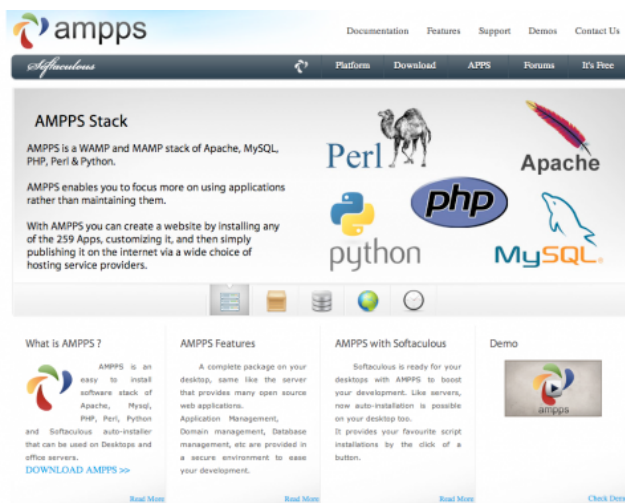 ampps
Documentation Features Support Demos Contact Us
Softaculous Platform Download APPS Forums It's Free
AMPPS Stack
AMPPS is a WAMP and MAMP stack of Apache, MySQL,
PHP, Perl & Python.
AMPPS enables you to focus more on using applications
rather than maintaining them.
With AMPPS you can create a website by installing any
of the 259 Apps, customizing it, and then simply
publishing it on the internet via a wide choice of
hosting service providers.
Perl
Apache
php
python
MySQL®
What is AMPPS ?
AMPPS is an
easy to install
software stack of
Apache, Mysql,
PHP, Perl, Python
and Softaculous auto-installer
that can be used on Desktops and
office servers.
DOWNLOAD AMPPS >>
Read More
AMPPS Features
A complete package on your
desktop, same like the server
that provides many open source
web applications.
Application Management,
Domain management, Database
management, etc are provided in
a secure environment to ease
your development.
Read More
AMPPS with Softaculous
Softaculous is ready for your
desktops with AMPPS to boost
your development. Like servers,
now auto-installation is possible
on your desktop too.
It provides your favourite script
installations by the click of a
button.
Read More
Demo
ampps
Check Demo